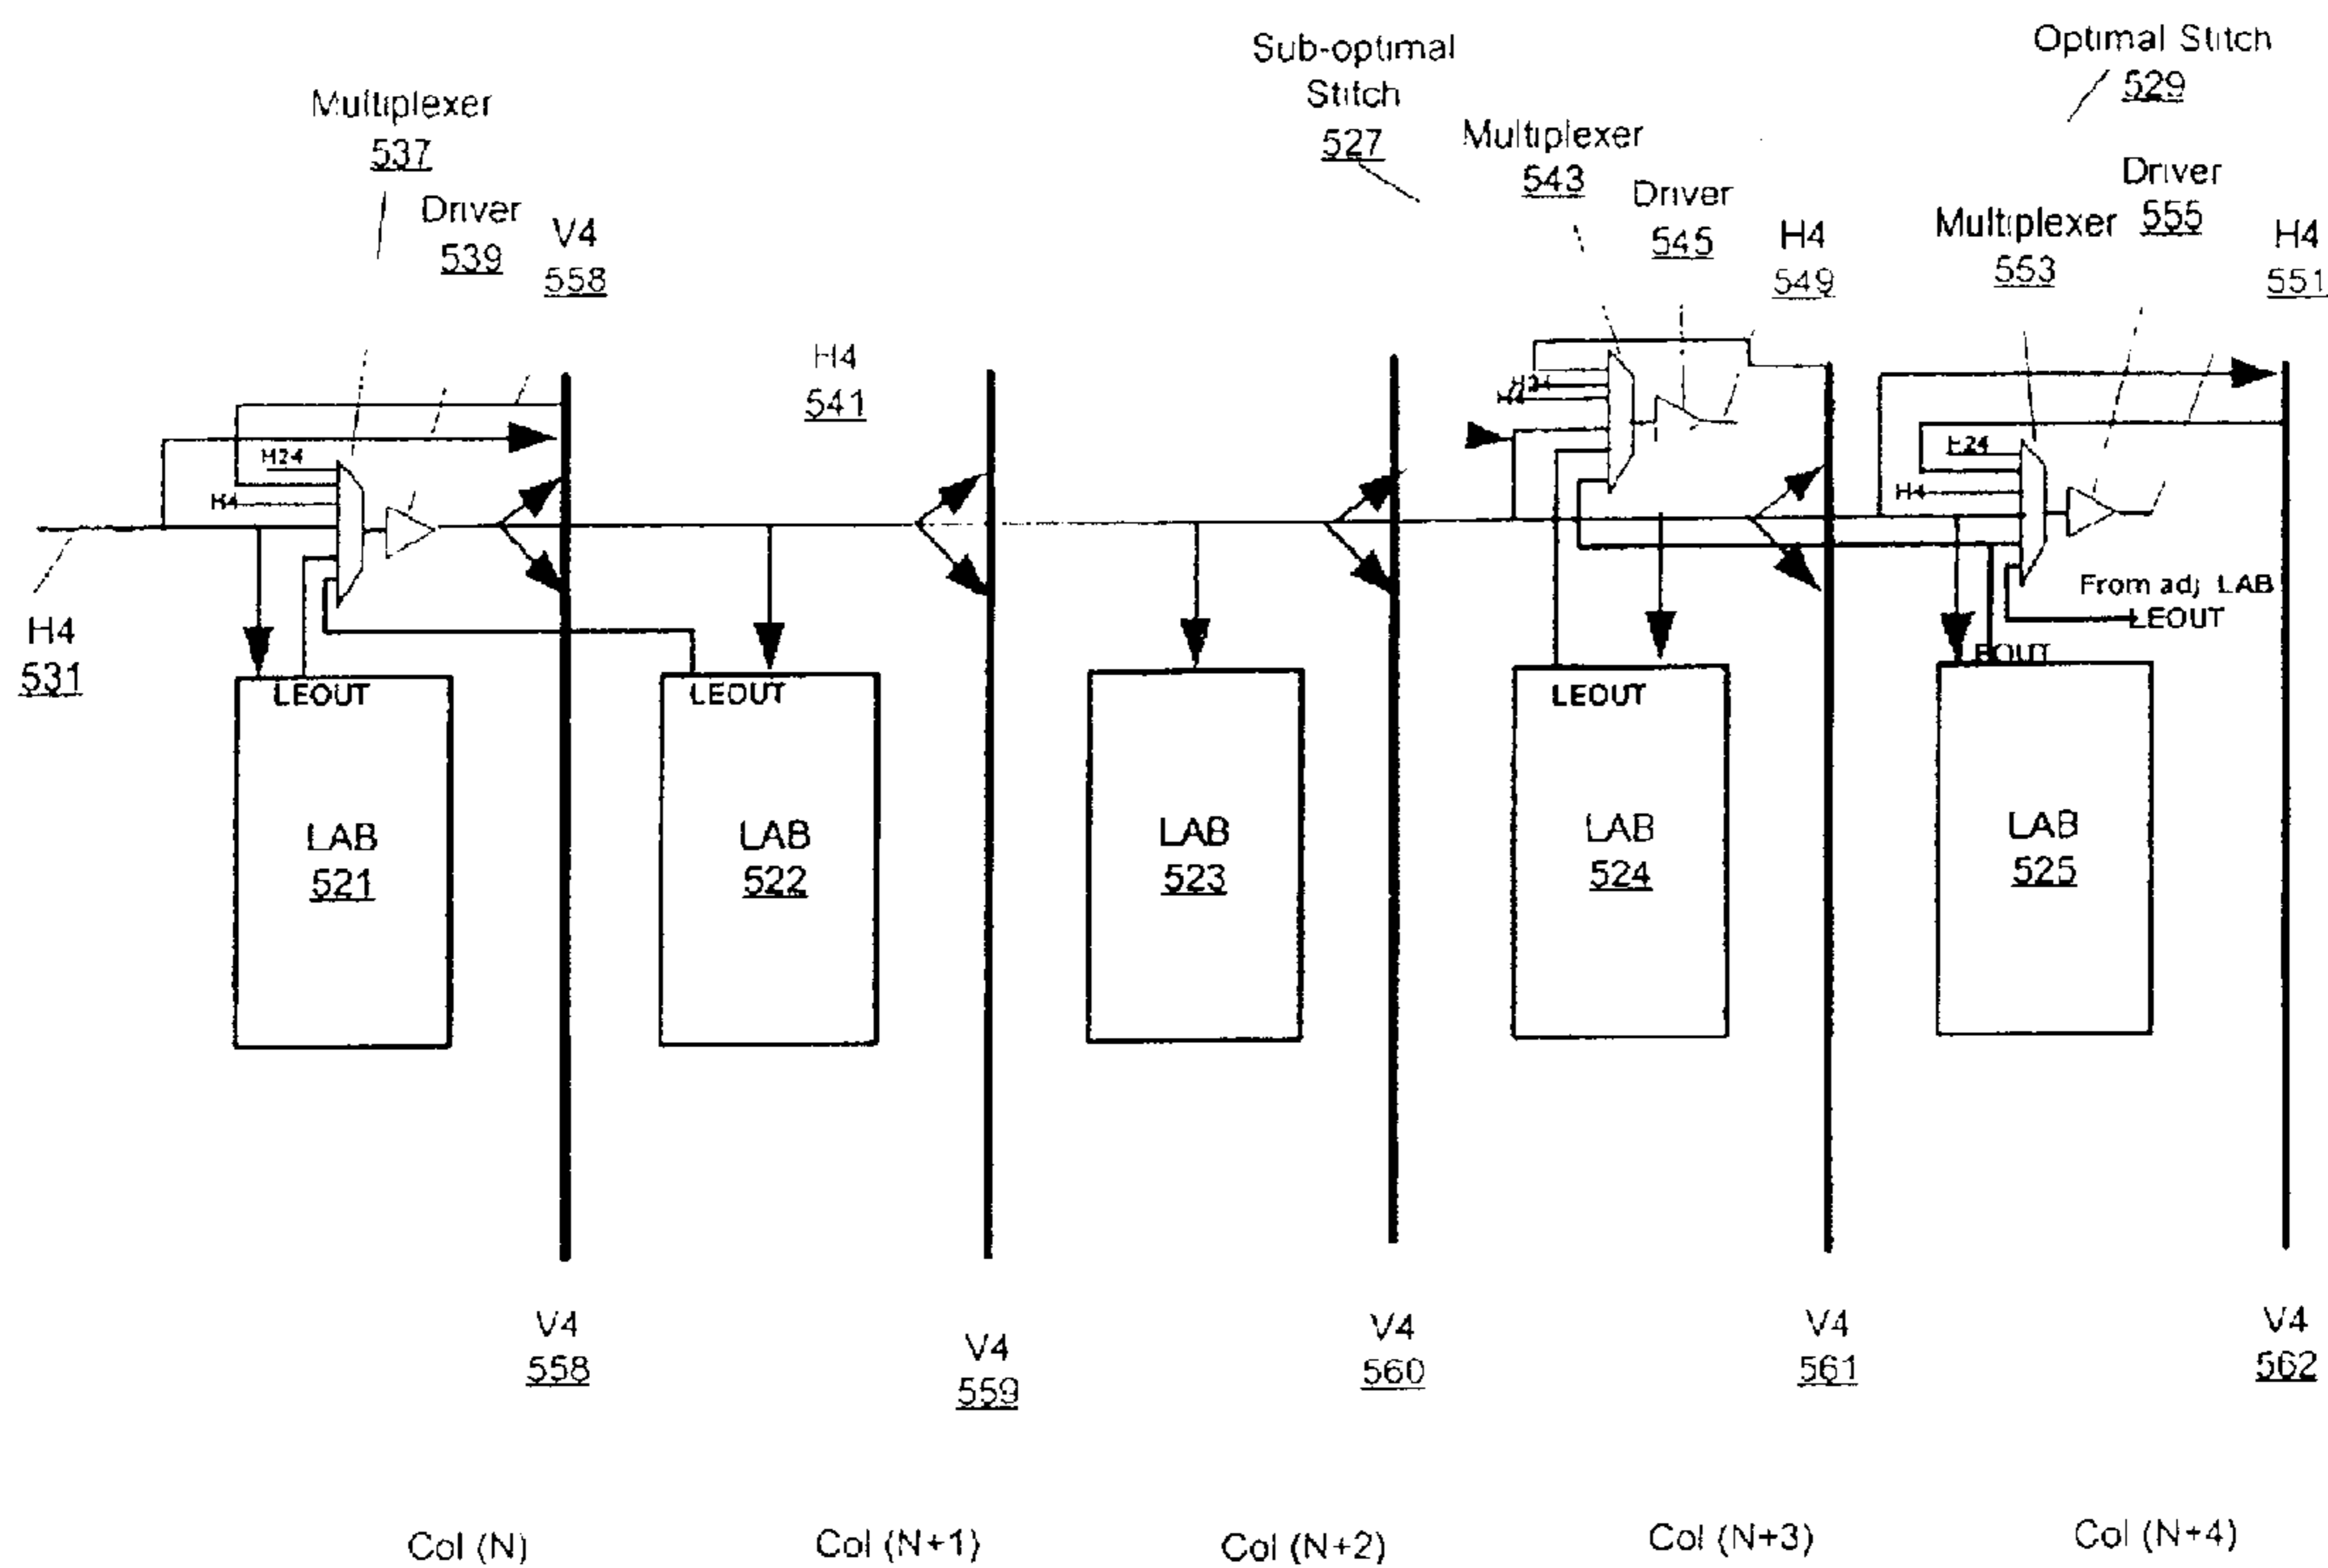 Sub-optimal
Stitch
527
Optimal Stitch
529
Multiplexer
537
Multiplexer
543
Driver
555
Driver
539
V4
558
Driver
545
H4
549
Multiplexer
553
H4
551
H4
541
H24
H4
H24
H4
H24
H4
H4
531
From adj LAB
LEOUT
LEOUT
LEOUT
LEOUT
LEOUT
LAB
521
LAB
522
LAB
523
LAB
524
LAB
525
V4
558
V4
559
V4
560
V4
561
V4
562
Col (N)
Col (N+1)
Col (N+2)
Col (N+3)
Col (N+4)